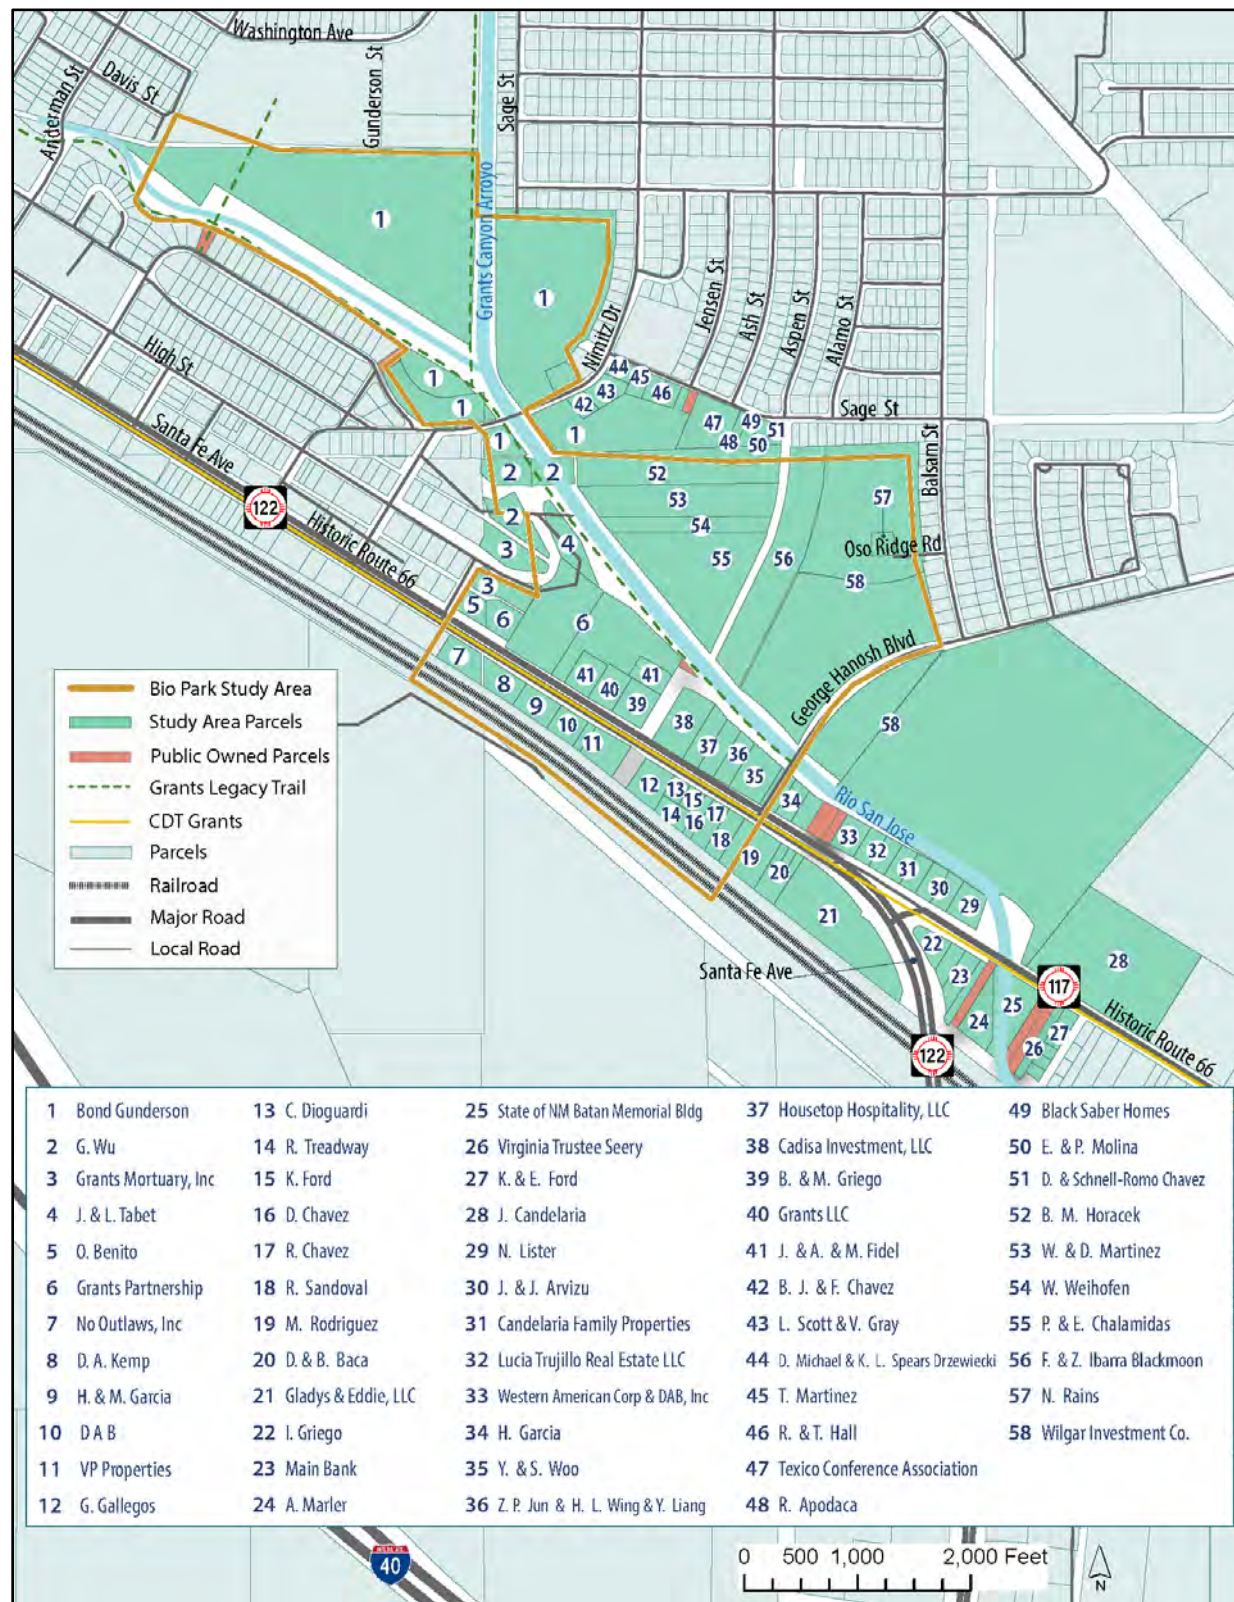 Washington Ave
Davis St
Anderman St
Gunderson St
Sage St
Grants Canyon Arroyo
1
1
Nimitz Dr
Jensen St
Ash St
Aspen St
Alamo St
High St
1
1
44
45
46
43
42
47
49
51
48
50
Sage St
Balsam St
1
1
2
2
52
53
54
55
56
57
Oso Ridge Rd
58
Santa Fe Ave
122
Historic Route 66
2
3
4
3
5
6
6
7
8
9
10
11
41
40
39
41
38
37
36
35
George Hanosh Blvd
58
12
13
15
14
16
17
18
34
Rio San Jose
33
32
31
30
29
19
20
21
Santa Fe Ave
22
23
24
25
28
117
26
27
Historic Route 66
122
Bio Park Study Area
Study Area Parcels
Public Owned Parcels
Grants Legacy Trail
CDT Grants
Parcels
Railroad
Major Road
Local Road
1 Bond Gunderson
2 G. Wu
3 Grants Mortuary, Inc
4 J. & L. Tabet
5 O. Benito
6 Grants Partnership
7 No Outlaws, Inc
8 D. A. Kemp
9 H. & M. Garcia
10 D A B
11 VP Properties
12 G. Gallegos
13 C. Dioguardi
14 R. Treadway
15 K. Ford
16 D. Chavez
17 R. Chavez
18 R. Sandoval
19 M. Rodriguez
20 D. & B. Baca
21 Gladys & Eddie, LLC
22 I. Griego
23 Main Bank
24 A. Marler
25 State of NM Batan Memorial Bldg
26 Virginia Trustee Seery
27 K. & E. Ford
28 J. Candelaria
29 N. Lister
30 J. & J. Arvizu
31 Candelaria Family Properties
32 Lucia Trujillo Real Estate LLC
33 Western American Corp & DAB, Inc
34 H. Garcia
35 Y. & S. Woo
36 Z. P. Jun & H. L. Wing & Y. Liang
37 Housetop Hospitality, LLC
38 Cadisa Investment, LLC
39 B. & M. Griego
40 Grants LLC
41 J. & A. & M. Fidel
42 B. J. & F. Chavez
43 L. Scott & V. Gray
44 D. Michael & K. L. Spears Drzewiecki
45 T. Martinez
46 R. & T. Hall
47 Texico Conference Association
48 R. Apodaca
49 Black Saber Homes
50 E. & P. Molina
51 D. & Schnell-Romo Chavez
52 B. M. Horacek
53 W. & D. Martinez
54 W. Weihofen
55 P. & E. Chalamidas
56 F. & Z. Ibarra Blackmoon
57 N. Rains
58 Wilgar Investment Co.
40
0 500 1,000 2,000 Feet
N